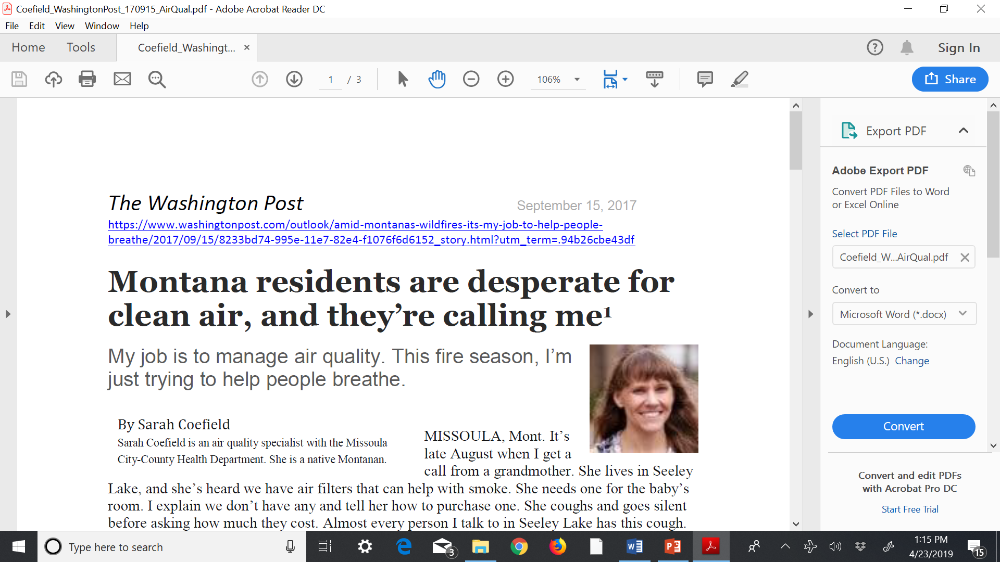 Coefield_WashingtonPost_170915_AirQual.pdf - Adobe Acrobat Reader DC
File Edit View Window Help
Home Tools Coefield_Washingt... × Sign In
1 / 3 106% Share
Export PDF
Adobe Export PDF
Convert PDF Files to Word
or Excel Online
Select PDF File
Coefield_W...AirQual.pdf
Convert to
Microsoft Word (*.docx)
Document Language:
English (U.S.) Change
Convert
Convert and edit PDFs
with Acrobat Pro DC
Start Free Trial
The Washington Post September 15, 2017
https://www.washingtonpost.com/outlook/amid-montanas-wildfires-its-my-job-to-help-people-
breathe/2017/09/15/8233bd74-995e-11e7-82e4-f1076f6d6152_story.html?utm_term=.94b26cbe43df
Montana residents are desperate for
clean air, and they’re calling me¹
My job is to manage air quality. This fire season, I’m
just trying to help people breathe.
By Sarah Coefield
Sarah Coefield is an air quality specialist with the Missoula
City-County Health Department. She is a native Montanan.
MISSOULA, Mont. It’s
late August when I get a
call from a grandmother. She lives in Seeley
Lake, and she’s heard we have air filters that can help with smoke. She needs one for the baby’s
room. I explain we don’t have any and tell her how to purchase one. She coughs and goes silent
before asking how much they cost. Almost every person I talk to in Seeley Lake has this cough.
Type here to search
3
1:15 PM
4/23/2019
15